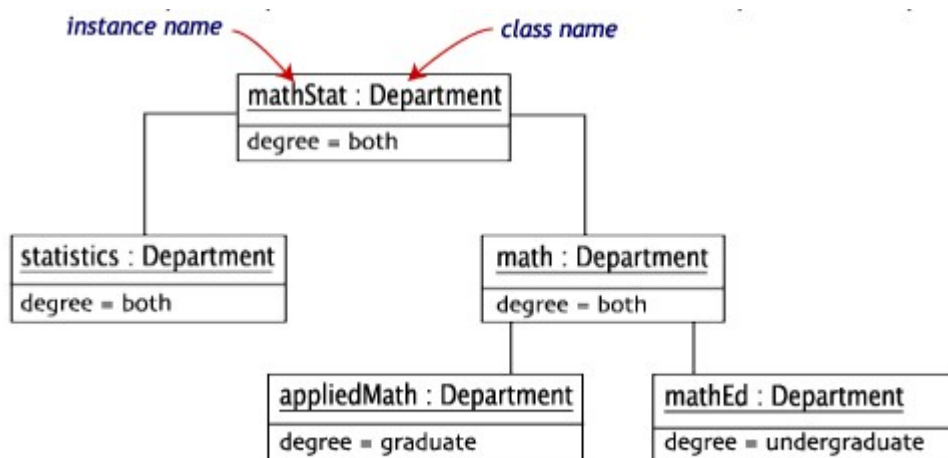 instance name
class name
mathStat : Department
degree = both
statistics : Department
degree = both
math : Department
degree = both
appliedMath : Department
degree = graduate
mathEd : Department
degree = undergraduate